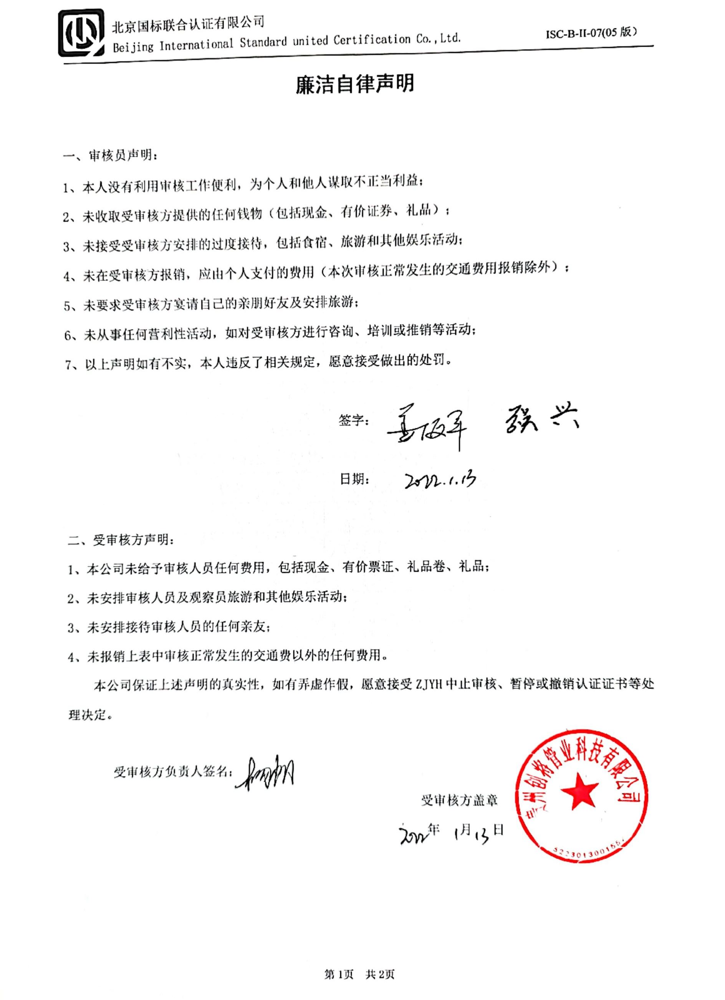 北京国标联合认证有限公司
Beijing International Standard united Certification Co.,Ltd.
ISC-B-II-07(05 版)
廉洁自律声明
一、审核员声明：
1、本人没有利用审核工作便利，为个人和他人谋取不正当利益；
2、未收取受审核方提供的任何钱物（包括现金、有价证券、礼品）；
3、未接受受审核方安排的过度接待，包括食宿、旅游和其他娱乐活动；
4、未在受审核方报销，应由个人支付的费用（本次审核正常发生的交通费用报销除外）；
5、未要求受审核方宴请自己的亲朋好友及安排旅游；
6、未从事任何营利性活动，如对受审核方进行咨询、培训或推销等活动；
7、以上声明如有不实，本人违反了相关规定，愿意接受做出的处罚。
签字：
日期： 2022.1.13
二、受审核方声明：
1、本公司未给予审核人员任何费用，包括现金、有价票证、礼品卷、礼品；
2、未安排审核人员及观察员旅游和其他娱乐活动；
3、未安排接待审核人员的任何亲友；
4、未报销上表中审核正常发生的交通费以外的任何费用。
本公司保证上述声明的真实性，如有弄虚作假，愿意接受 ZJYH 中止审核、暂停或撤销认证证书等处
理决定。
受审核方负责人签名：
受审核方盖章
2022年 1月13日
州创将管业科技有限公司
第 1页 共 2页